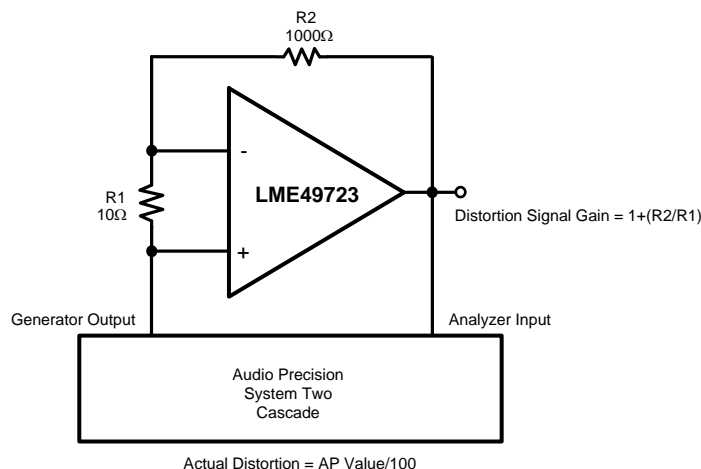 R2
1000Ω
-
LME49723
R1
10Ω
+
Distortion Signal Gain = 1+(R2/R1)
Generator Output
Analyzer Input
Audio Precision
System Two
Cascade
Actual Distortion = AP Value/100